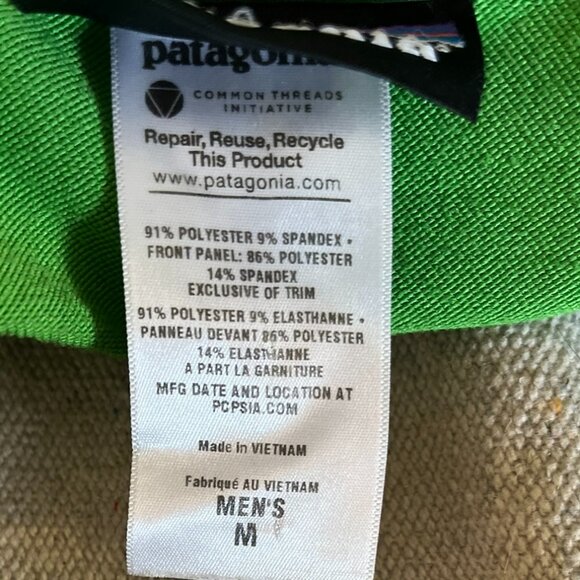 patagonia
COMMON THREADS
INITIATIVE
Repair, Reuse, Recycle
This Product
www.patagonia.com
91% POLYESTER 9% SPANDEX •
FRONT PANEL: 86% POLYESTER
14% SPANDEX
EXCLUSIVE OF TRIM
91% POLYESTER 9% ELASTHANNE •
PANNEAU DEVANT 86% POLYESTER
14% ELASTHANNE
A PART LA GARNITURE
MFG DATE AND LOCATION AT
PCPSIA.COM
Made in VIETNAM
Fabriqué AU VIETNAM
MEN'S
M